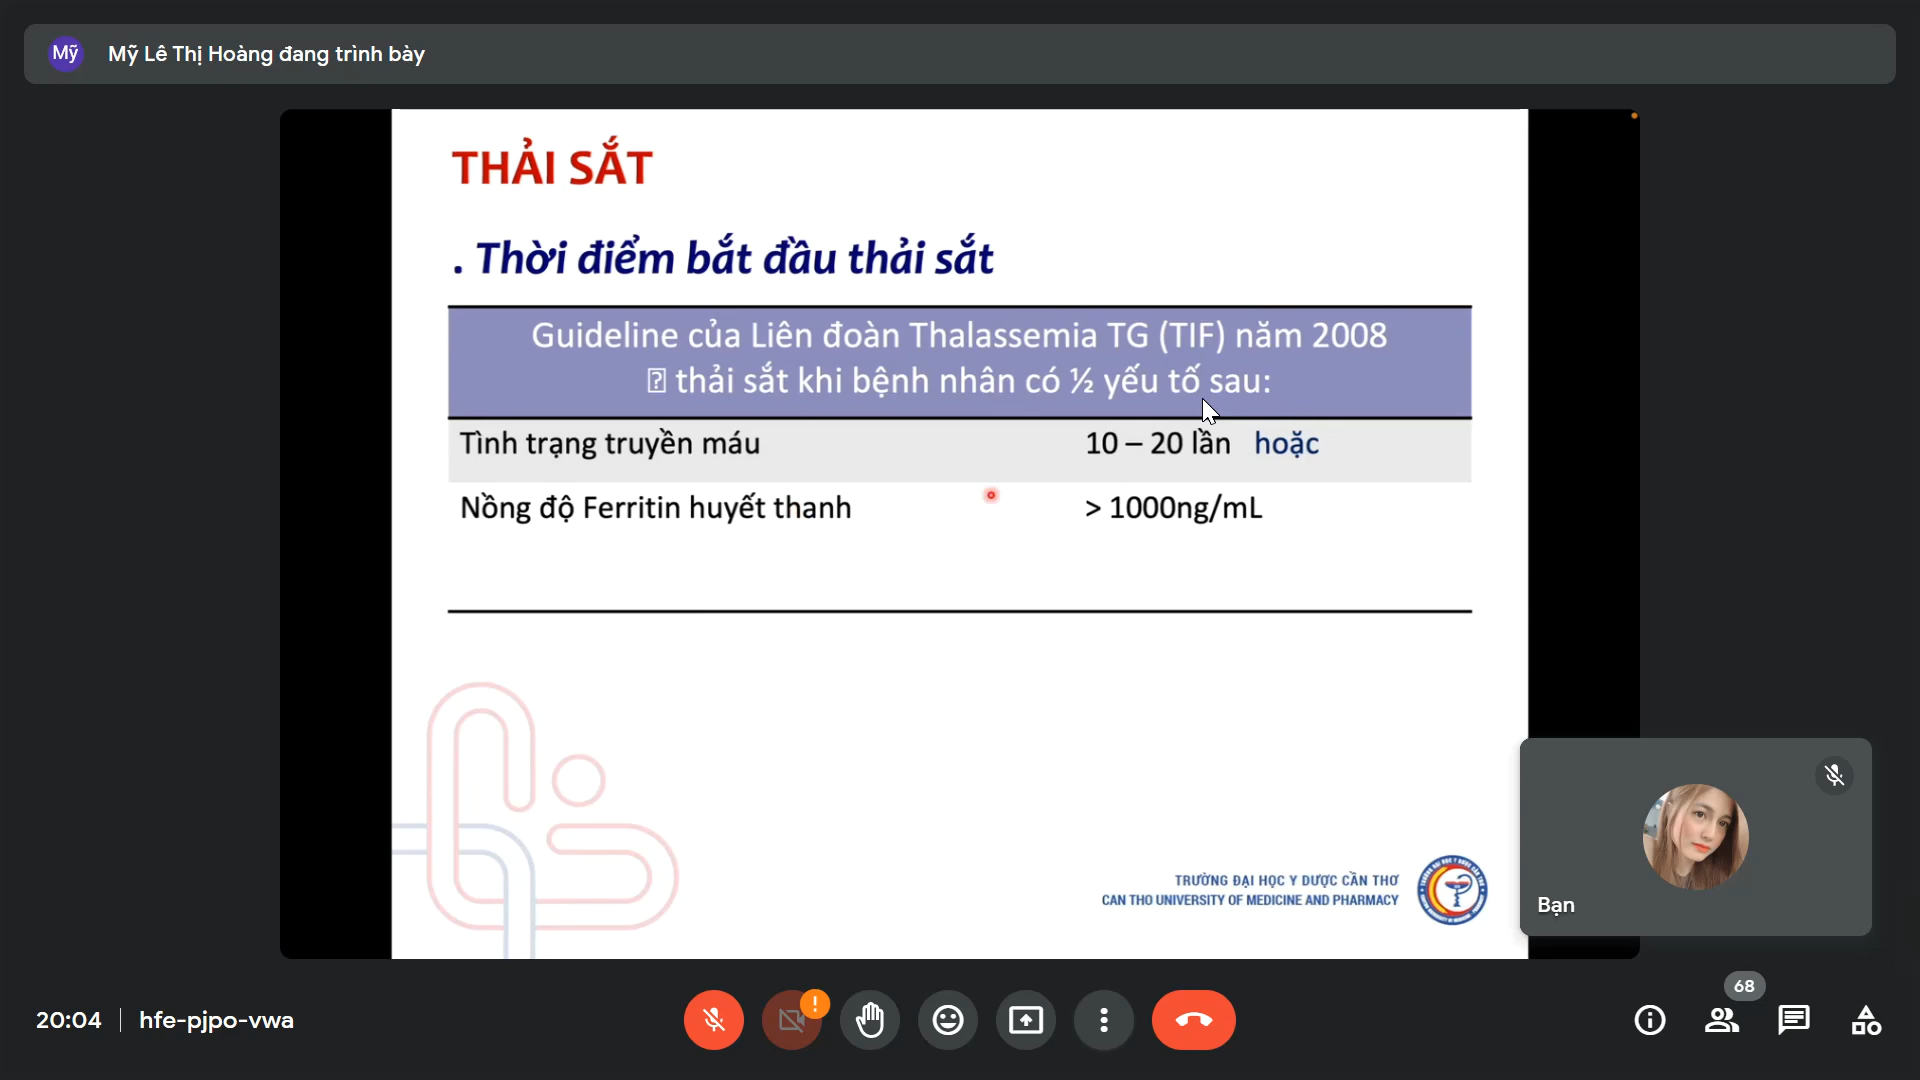 Mỹ Mỹ Lê Thị Hoàng đang trình bày
THẢI SẮT
. Thời điểm bắt đầu thải sắt
Guideline của Liên đoàn Thalassemia TG (TIF) năm 2008
thải sắt khi bệnh nhân có ½ yếu tố sau:
Tình trạng truyền máu 10 – 20 lần hoặc
Nồng độ Ferritin huyết thanh > 1000ng/mL
TRƯỜNG ĐẠI HỌC Y DƯỢC CẦN THƠ
CAN THO UNIVERSITY OF MEDICINE AND PHARMACY
Bạn
68
20:04 hfe-pjpo-vwa